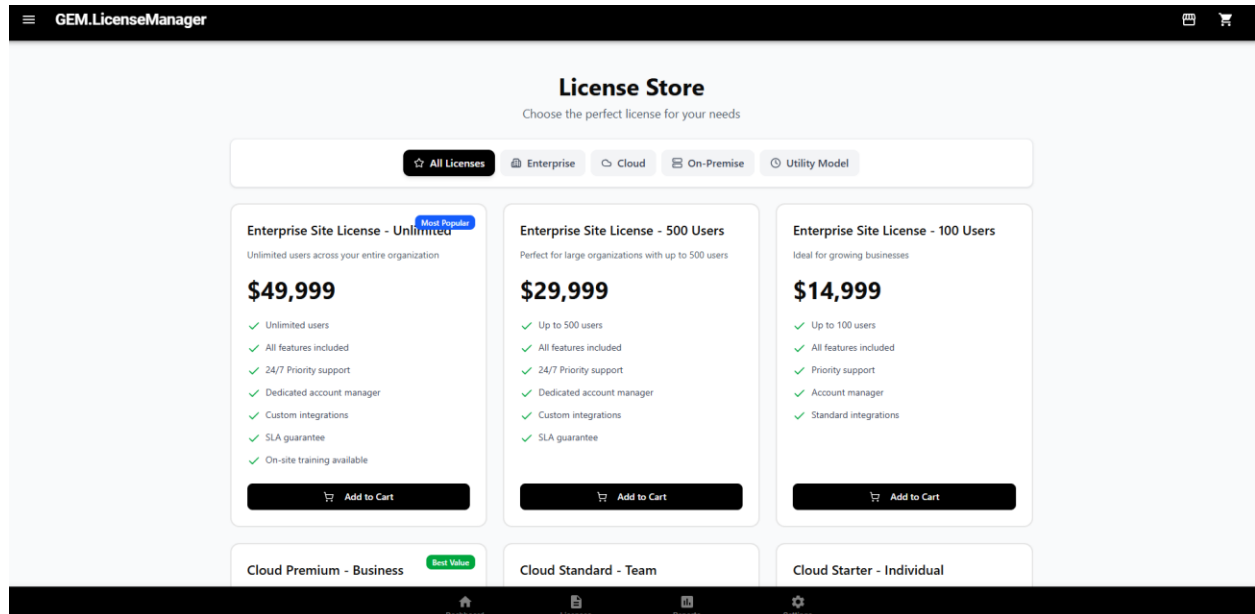 GEM.LicenseManager
License Store
Choose the perfect license for your needs
All Licenses
Enterprise
Cloud
On-Premise
Utility Model
Most Popular
Enterprise Site License - Unlimited
Unlimited users across your entire organization
$49,999
Unlimited users
All features included
24/7 Priority support
Dedicated account manager
Custom integrations
SLA guarantee
On-site training available
Add to Cart
Enterprise Site License - 500 Users
Perfect for large organizations with up to 500 users
$29,999
Up to 500 users
All features included
24/7 Priority support
Dedicated account manager
Custom integrations
SLA guarantee
Add to Cart
Enterprise Site License - 100 Users
Ideal for growing businesses
$14,999
Up to 100 users
All features included
Priority support
Account manager
Standard integrations
Add to Cart
Best Value
Cloud Premium - Business
Cloud Standard - Team
Cloud Starter - Individual